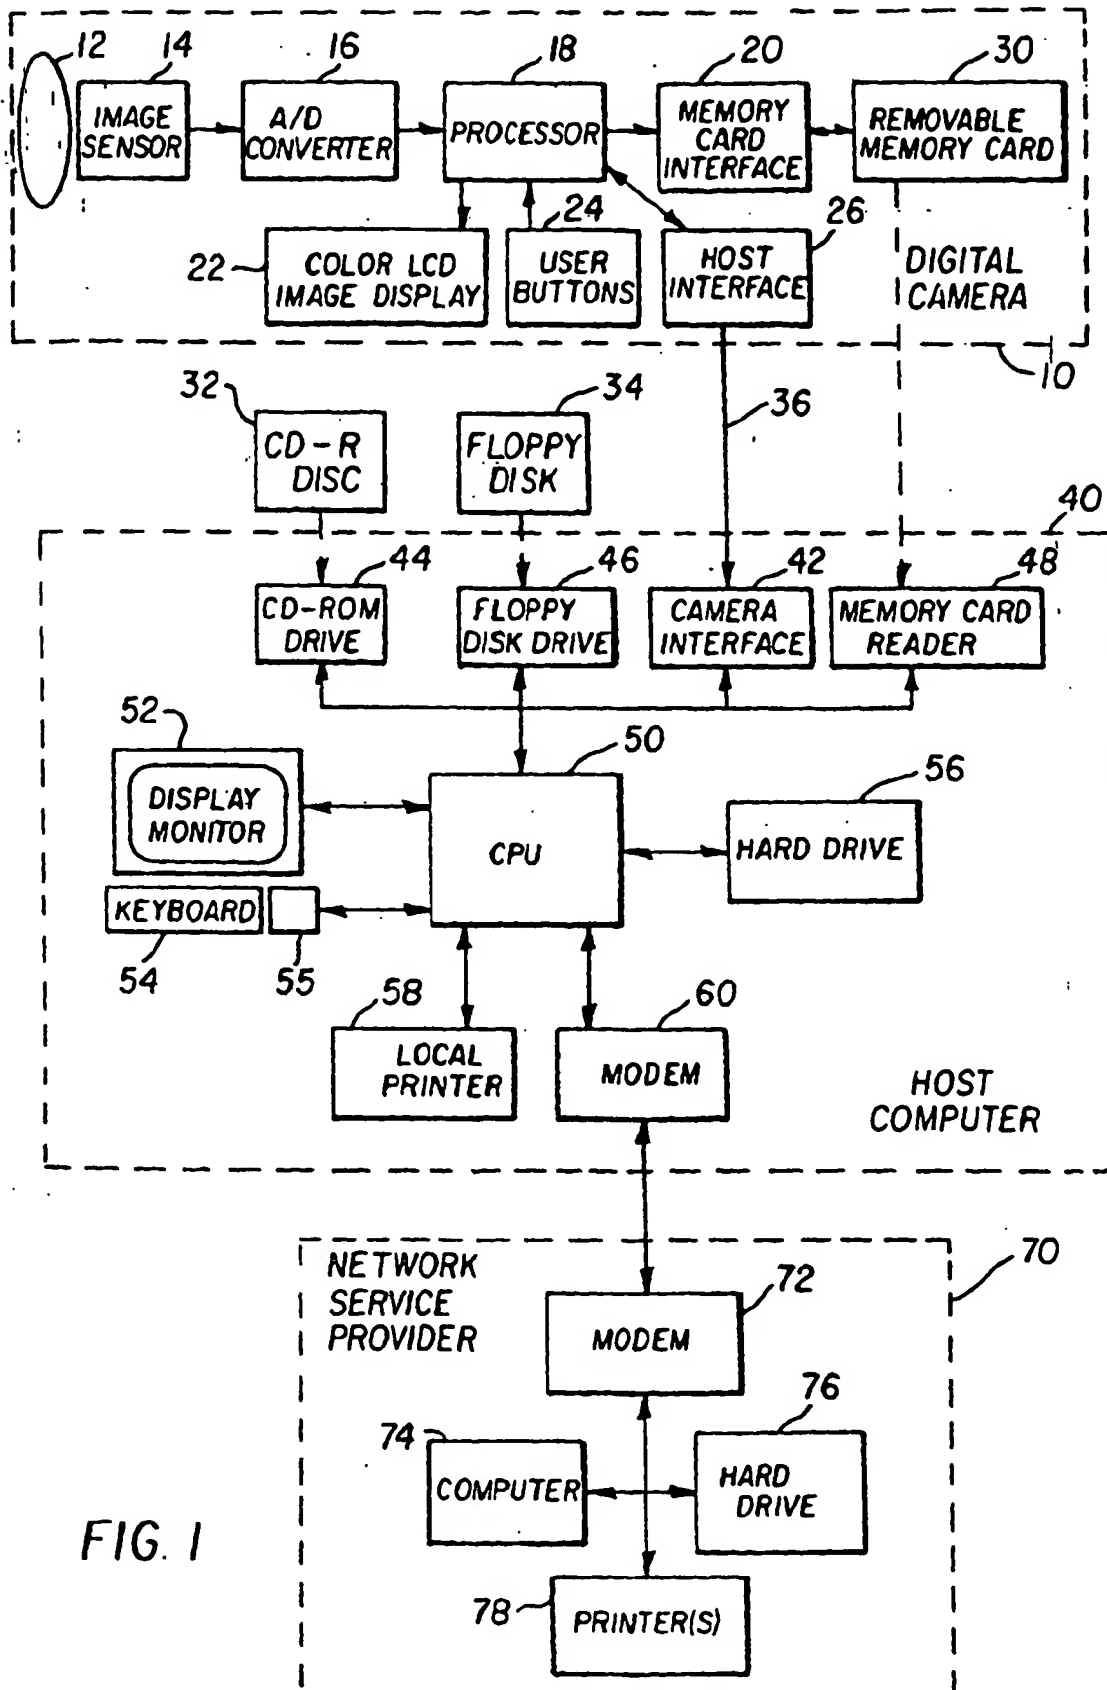 12
14
16
18
20
30
IMAGE
SENSOR
A/D
CONVERTER
PROCESSOR
MEMORY
CARD
INTERFACE
REMOVABLE
MEMORY CARD
22
COLOR LCD
IMAGE DISPLAY
24
USER
BUTTONS
26
HOST
INTERFACE
DIGITAL
CAMERA
10
32
CD-R
DISC
34
FLOPPY
DISK
36
40
44
CD-ROM
DRIVE
46
FLOPPY
DISK DRIVE
42
CAMERA
INTERFACE
48
MEMORY CARD
READER
52
DISPLAY
MONITOR
50
CPU
56
HARD DRIVE
KEYBOARD
54
55
58
LOCAL
PRINTER
60
MODEM
HOST
COMPUTER
NETWORK
SERVICE
PROVIDER
70
72
MODEM
74
COMPUTER
76
HARD
DRIVE
78
PRINTER(S)
FIG. 1